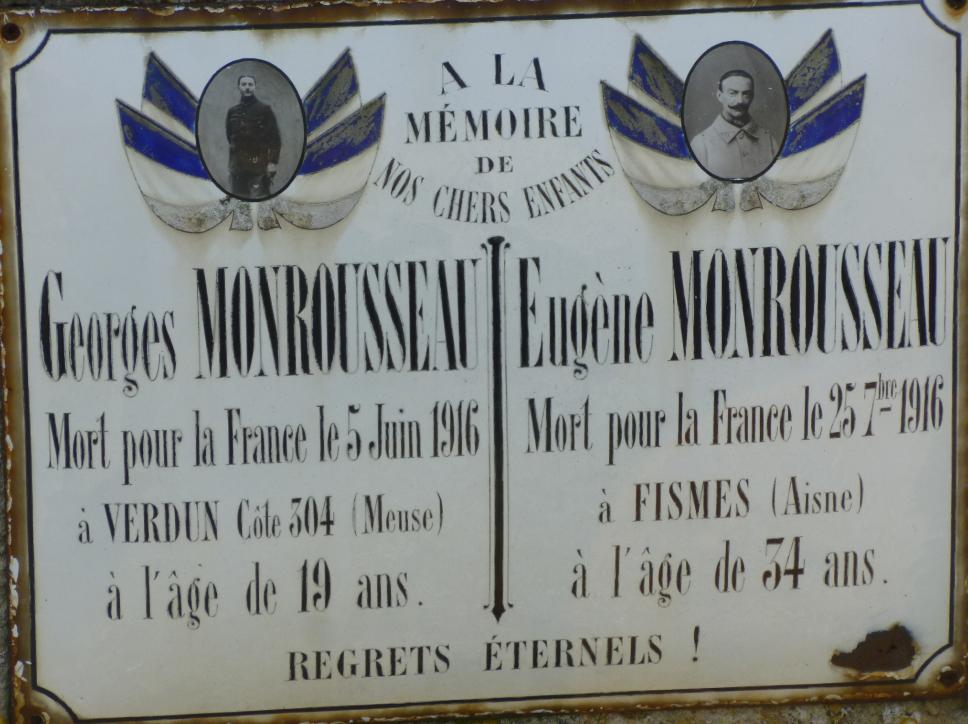 A LA
MÉMOIRE
DE
NOS CHERS ENFANTS
Georges MONROUSSEAU
Mort pour la France le 5 Juin 1916
à VERDUN Côte 304 (Meuse)
à l'âge de 19 ans.
Eugène MONROUSSEAU
Mort pour la France le 25 7bre 1916
à FISMES (Aisne)
à l'âge de 34 ans.
REGRETS ÉTERNELS !